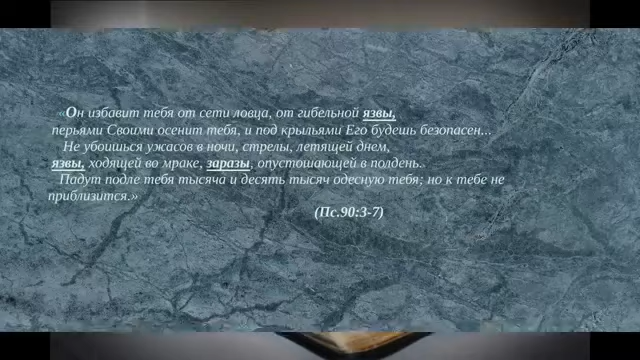 «Он избавит тебя от сети ловца, от гибельной язвы,
перьями Своими осенит тебя, и под крыльями Его будешь безопасен...
Не убоишься ужасов в ночи, стрелы, летящей днем,
язвы, ходящей во мраке, заразы, опустошающей в полдень.
Падут подле тебя тысяча и десять тысяч одесную тебя; но к тебе не
приблизится.»
(Пс.90:3-7)